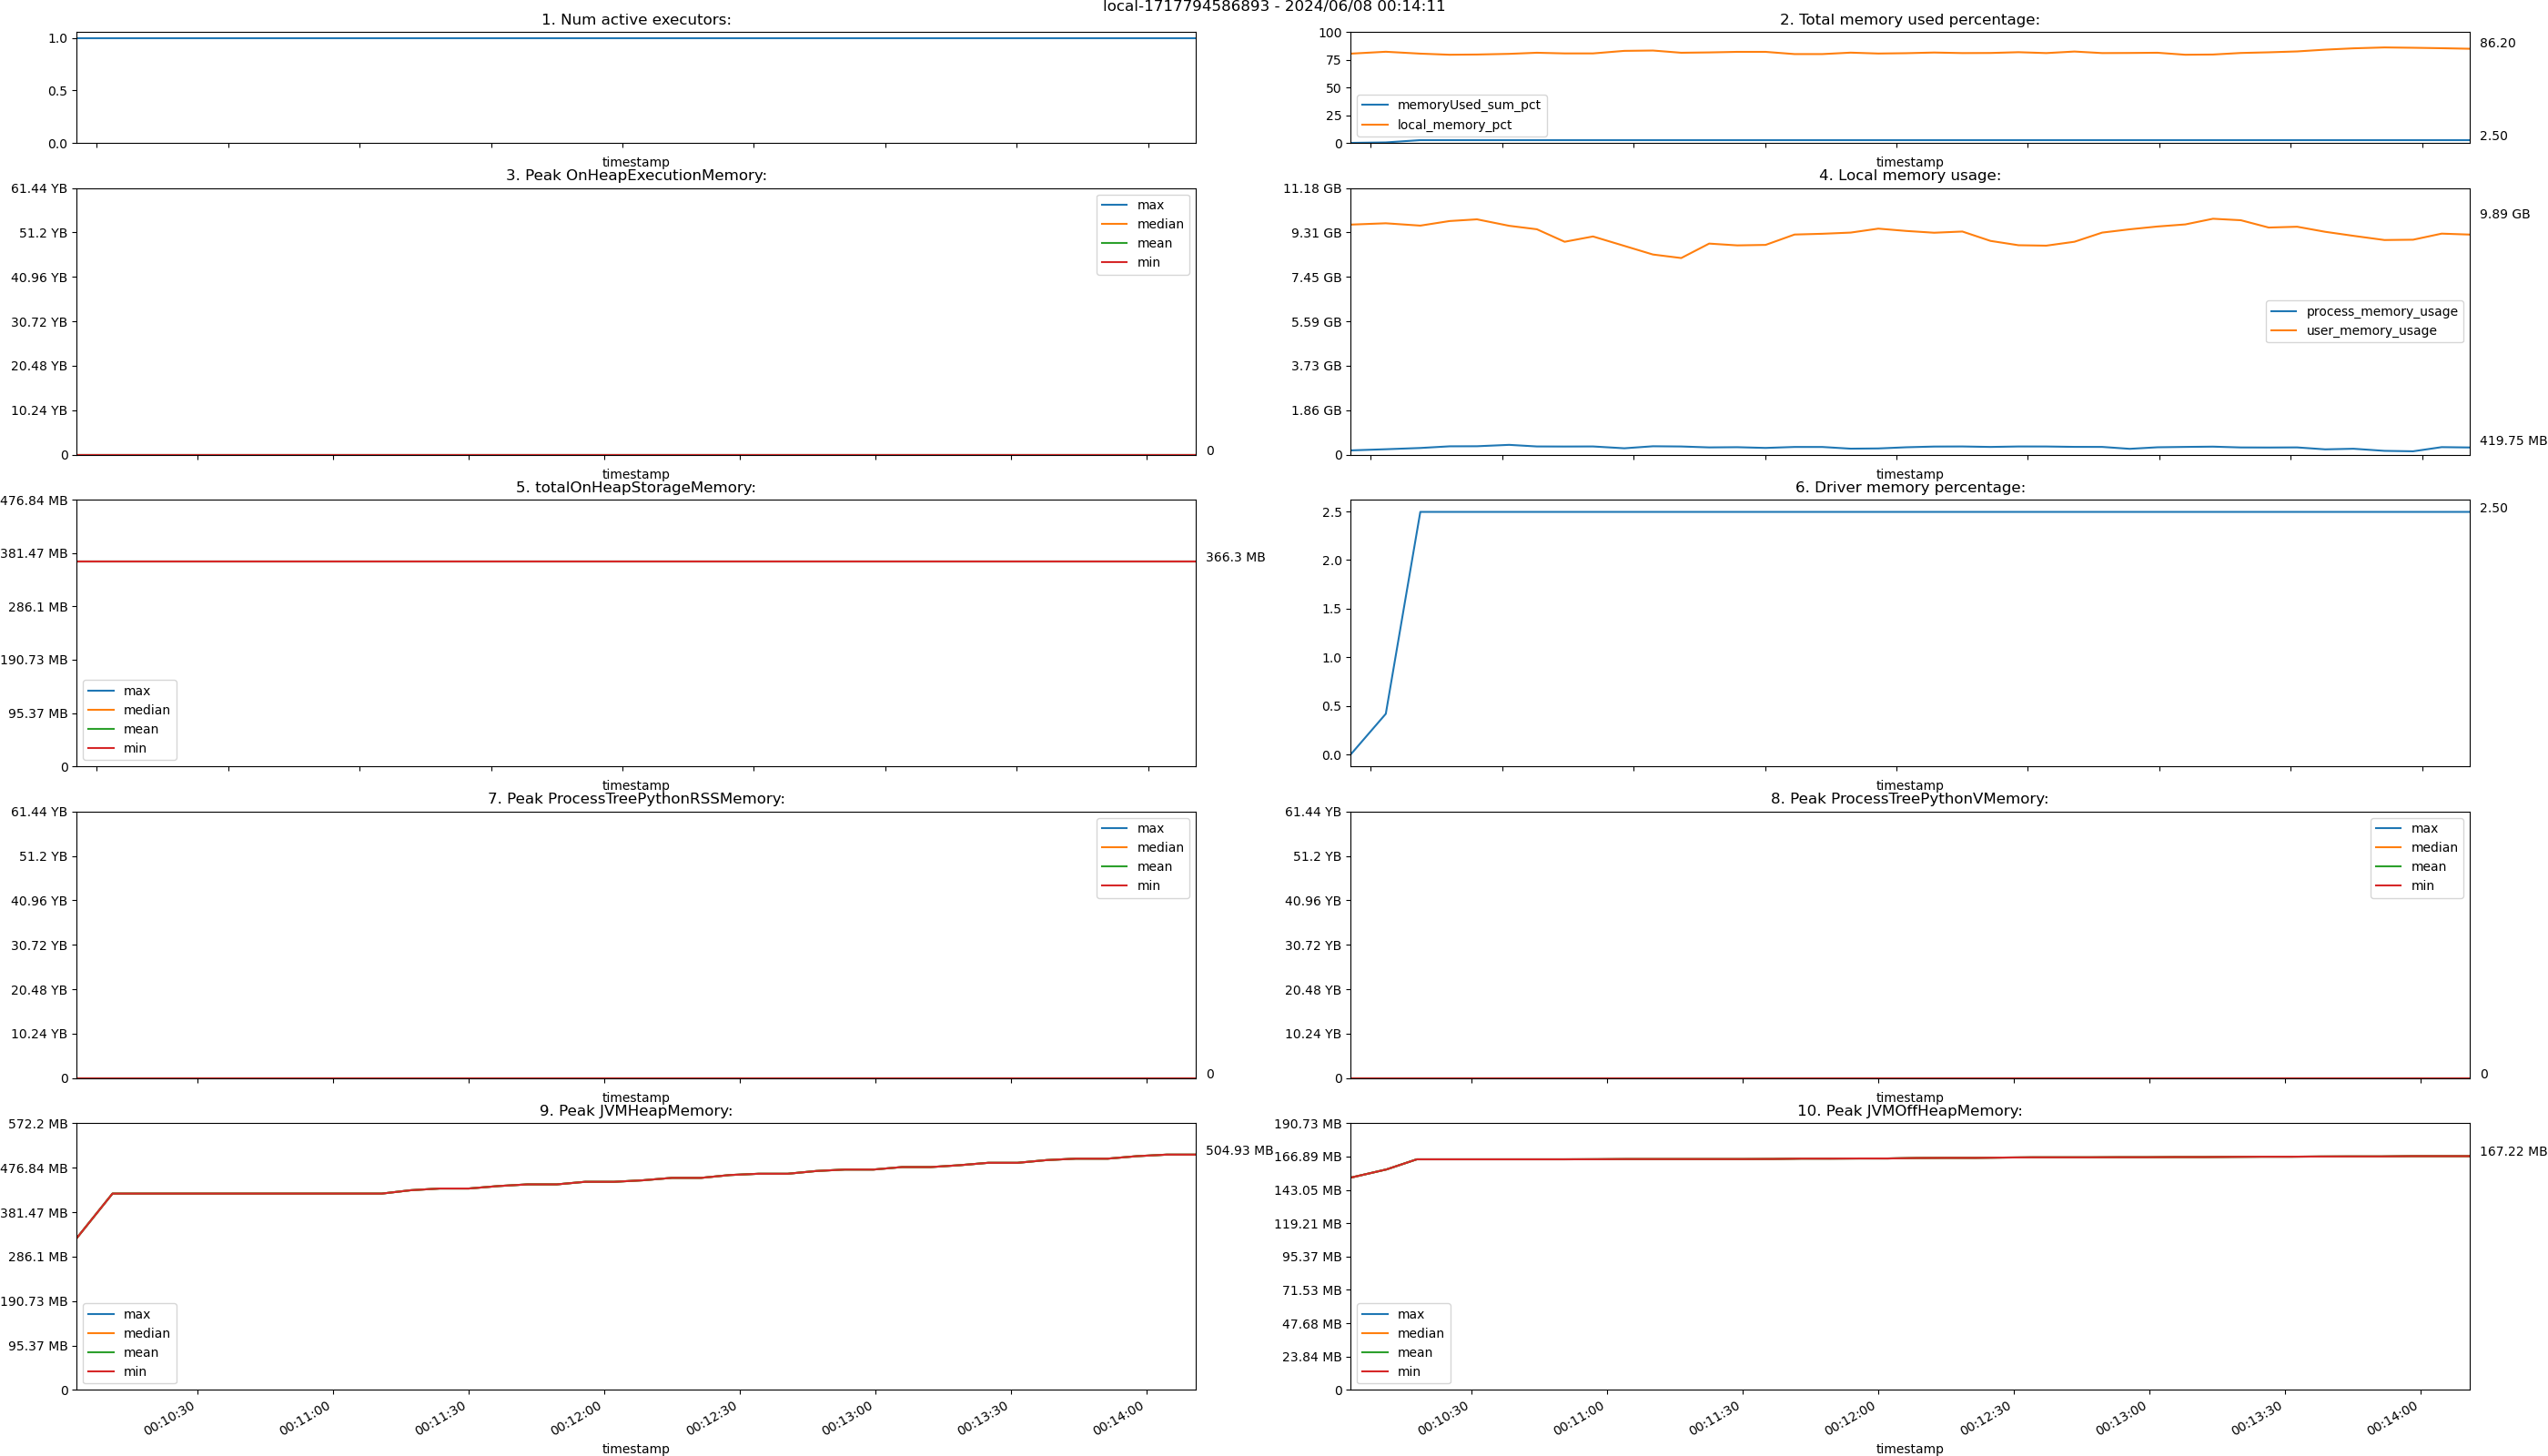 local-1717794586893 - 2024/06/08 00:14:11
1. Num active executors:
1.0
0.5
0.0
timestamp
2. Total memory used percentage:
100
75
50
25
0
memoryUsed_sum_pct
local_memory_pct
86.20
2.50
timestamp
3. Peak OnHeapExecutionMemory:
61.44 YB
51.2 YB
40.96 YB
30.72 YB
20.48 YB
10.24 YB
0
max
median
mean
min
0
timestamp
4. Local memory usage:
11.18 GB
9.31 GB
7.45 GB
5.59 GB
3.73 GB
1.86 GB
0
process_memory_usage
user_memory_usage
9.89 GB
419.75 MB
timestamp
5. totalOnHeapStorageMemory:
476.84 MB
381.47 MB
286.1 MB
190.73 MB
95.37 MB
0
max
median
mean
min
366.3 MB
timestamp
6. Driver memory percentage:
2.5
2.0
1.5
1.0
0.5
0.0
2.50
timestamp
7. Peak ProcessTreePythonRSSMemory:
61.44 YB
51.2 YB
40.96 YB
30.72 YB
20.48 YB
10.24 YB
0
max
median
mean
min
0
timestamp
8. Peak ProcessTreePythonVMemory:
61.44 YB
51.2 YB
40.96 YB
30.72 YB
20.48 YB
10.24 YB
0
max
median
mean
min
0
timestamp
9. Peak JVMHeapMemory:
572.2 MB
476.84 MB
381.47 MB
286.1 MB
190.73 MB
95.37 MB
0
max
median
mean
min
504.93 MB
00:10:30
00:11:00
00:11:30
00:12:00
00:12:30
00:13:00
00:13:30
00:14:00
timestamp
10. Peak JVMOffHeapMemory:
190.73 MB
166.89 MB
143.05 MB
119.21 MB
95.37 MB
71.53 MB
47.68 MB
23.84 MB
0
max
median
mean
min
167.22 MB
00:10:30
00:11:00
00:11:30
00:12:00
00:12:30
00:13:00
00:13:30
00:14:00
timestamp